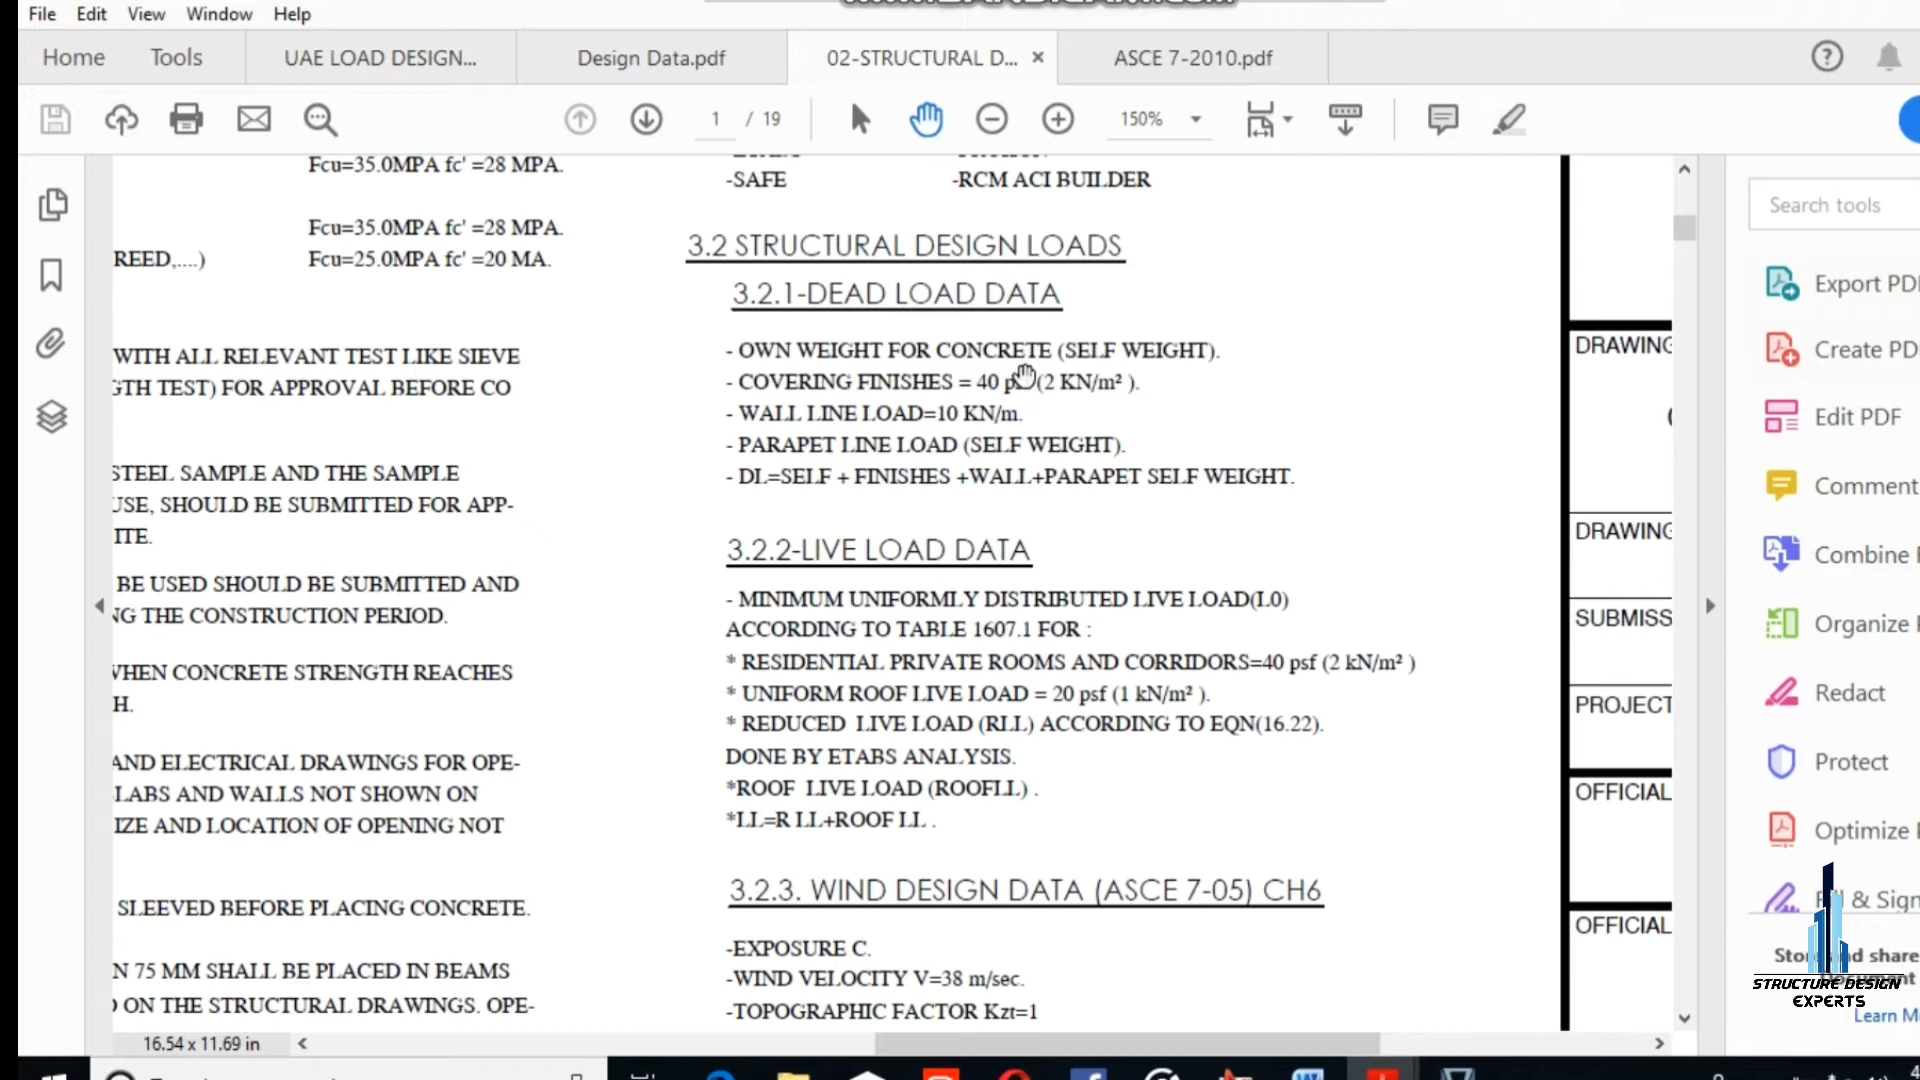 File Edit View Window Help
Home Tools UAE LOAD DESIGN... Design Data.pdf 02-STRUCTURAL D... × ASCE 7-2010.pdf
1 / 19 150%
Fcu=35.0MPA fc' =28 MPA.
Fcu=35.0MPA fc' =28 MPA.
REED,....) Fcu=25.0MPA fc' =20 MA.
WITH ALL RELEVANT TEST LIKE SIEVE
GTH TEST) FOR APPROVAL BEFORE CO
STEEL SAMPLE AND THE SAMPLE
USE, SHOULD BE SUBMITTED FOR APP-
ITE.
BE USED SHOULD BE SUBMITTED AND
NG THE CONSTRUCTION PERIOD.
WHEN CONCRETE STRENGTH REACHES
H.
AND ELECTRICAL DRAWINGS FOR OPE-
LABS AND WALLS NOT SHOWN ON
IZE AND LOCATION OF OPENING NOT
SLEEVED BEFORE PLACING CONCRETE.
N 75 MM SHALL BE PLACED IN BEAMS
ON THE STRUCTURAL DRAWINGS. OPE-
-SAFE -RCM ACI BUILDER
3.2 STRUCTURAL DESIGN LOADS
3.2.1-DEAD LOAD DATA
- OWN WEIGHT FOR CONCRETE (SELF WEIGHT).
- COVERING FINISHES = 40 (2 KN/m² ).
- WALL LINE LOAD=10 KN/m.
- PARAPET LINE LOAD (SELF WEIGHT).
- DL=SELF + FINISHES +WALL+PARAPET SELF WEIGHT.
3.2.2-LIVE LOAD DATA
- MINIMUM UNIFORMLY DISTRIBUTED LIVE LOAD(L0)
ACCORDING TO TABLE 1607.1 FOR :
* RESIDENTIAL PRIVATE ROOMS AND CORRIDORS=40 psf (2 kN/m² )
* UNIFORM ROOF LIVE LOAD = 20 psf (1 kN/m² ).
* REDUCED LIVE LOAD (RLL) ACCORDING TO EQN(16.22).
DONE BY ETABS ANALYSIS.
*ROOF LIVE LOAD (ROOFLL) .
*LL=R LL+ROOF LL .
3.2.3. WIND DESIGN DATA (ASCE 7-05) CH6
-EXPOSURE C.
-WIND VELOCITY V=38 m/sec.
-TOPOGRAPHIC FACTOR Kzt=1
DRAWING
DRAWING
SUBMISS
PROJECT
OFFICIAL
OFFICIAL
Search tools
Export PDF
Create PD
Edit PDF
Comment
Combine F
Organize P
Redact
Protect
Optimize P
Fill & Sign
Store and share
Document
Learn M
STRUCTURE DESIGN
EXPERTS
16.54 x 11.69 in